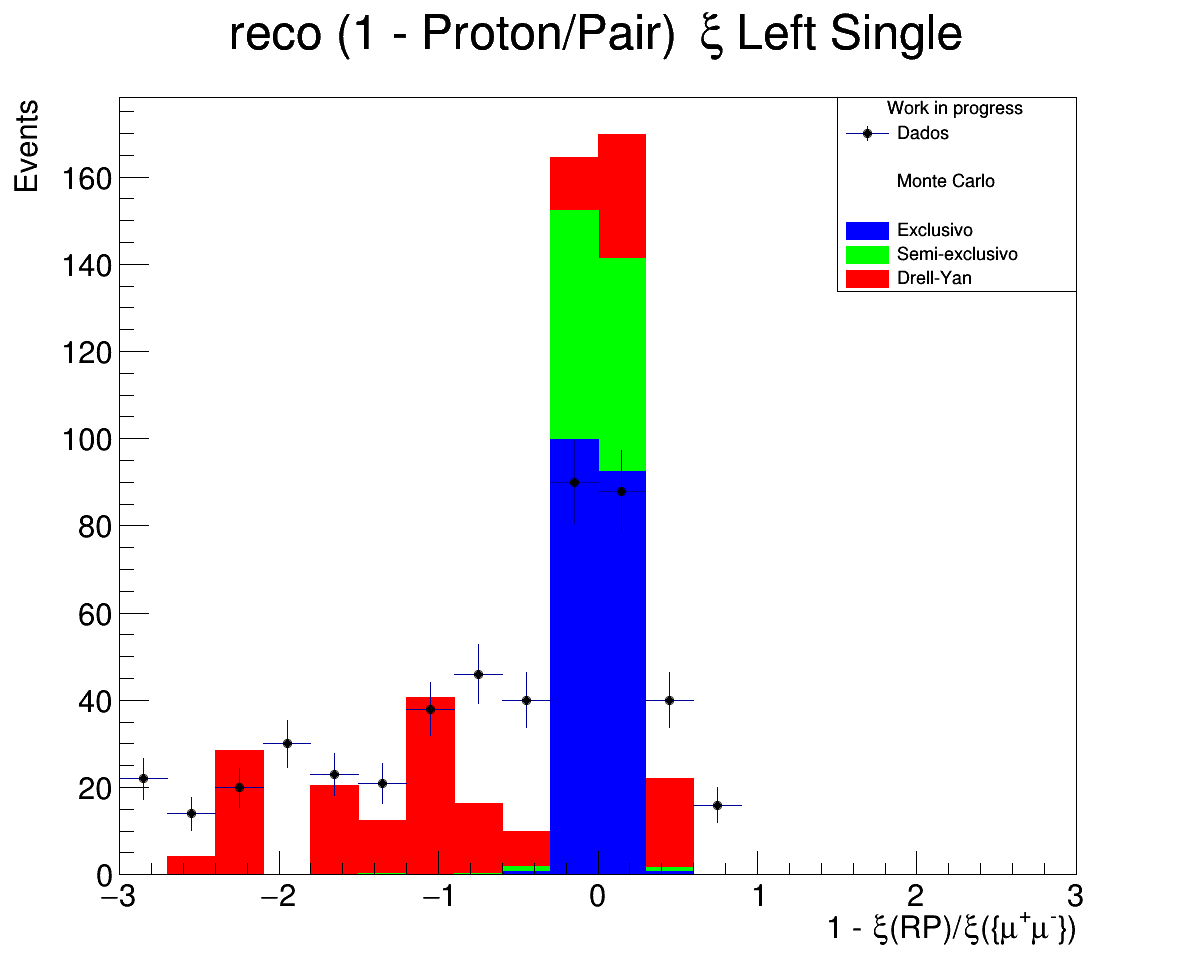 reco (1 - Proton/Pair) ξ Left Single
Events
Work in progress
Dados
Monte Carlo
Exclusivo
Semi-exclusivo
Drell-Yan
160
140
120
100
80
60
40
20
0
−3 −2 −1 0 1 2 3
1 - ξ(RP)/ξ({μ⁺μ⁻})